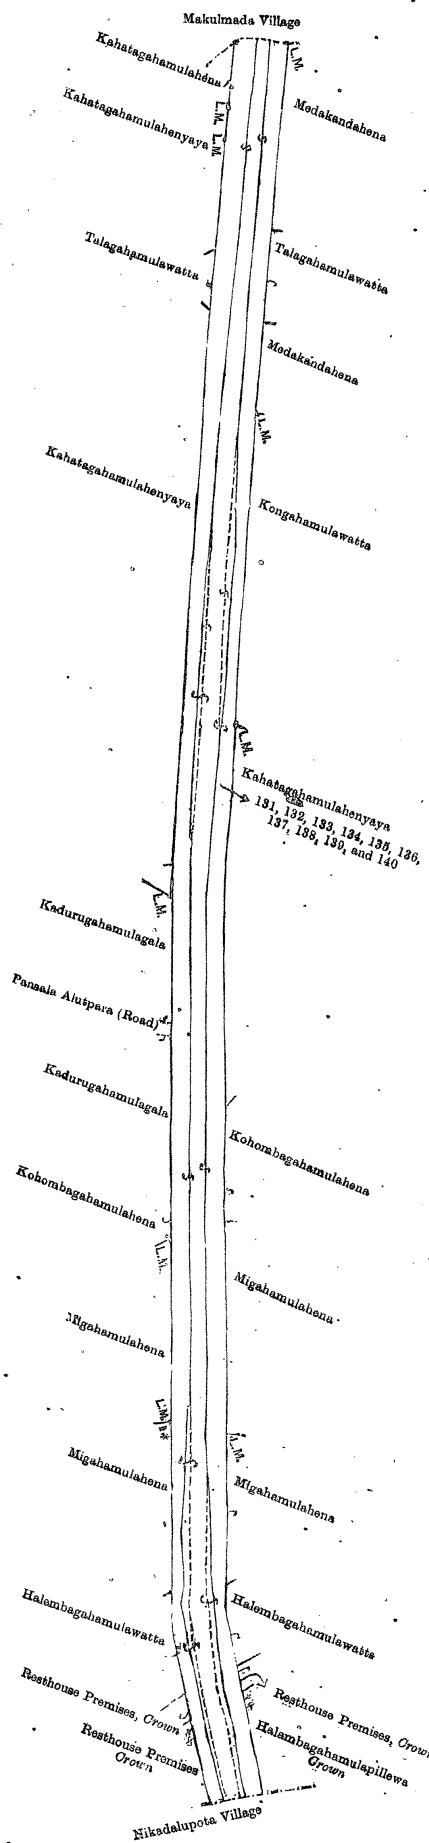 Makulmada Village
Kahatagahamulahena
L.M.
Medakandahena
Kahatagahamulahenyaya
L.M. L.M.
Talagahamulawatta
Talagahamulawatta
Medakandahena
L.M.
Kahatagahamulahenyaya
Kongahamulawatta
L.M.
Kahatagahamulahenyaya
131, 132, 133, 134, 135, 136,
137, 138, 139, and 140
L.M.
Kadurugahamulagala
Pansala Alutpara (Road)
Kadurugahamulagala
Kohombagahamulahena
Kohombagahamulahena
L.M.
Migahamulahena
Migahamulahena
L.M.
L.M.
Migahamulahena
Migahamulahena
Halembagahamulawatta
Halembagahamulawatta
Resthouse Premises, Crown
Resthouse Premises, Crown
Resthouse Premises
Crown
Halambagahamulapillewa
Crown
Nikadalupota Village